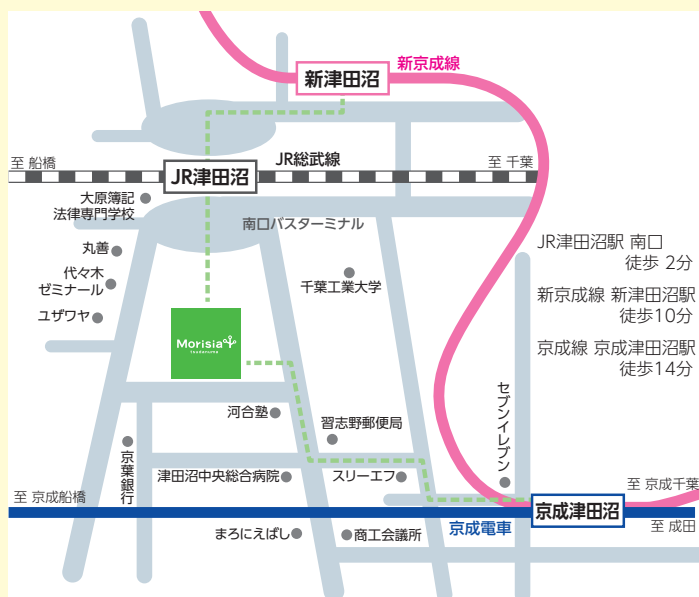 新京成線
新津田沼
至 船橋
JR総武線
至 千葉
JR津田沼
大原簿記
法律専門学校
南口バスターミナル
丸善
代々木
ゼミナール
ユザワヤ
千葉工業大学
JR津田沼駅 南口
徒歩 2分
新京成線 新津田沼駅
徒歩10分
京成線 京成津田沼駅
徒歩14分
Morisia
tsudanuma
河合塾
習志野郵便局
セブンイレブン
京葉銀行
津田沼中央総合病院
スリーエフ
至 京成船橋
至 京成千葉
京成津田沼
京成電車
至 成田
まろにえばし
商工会議所